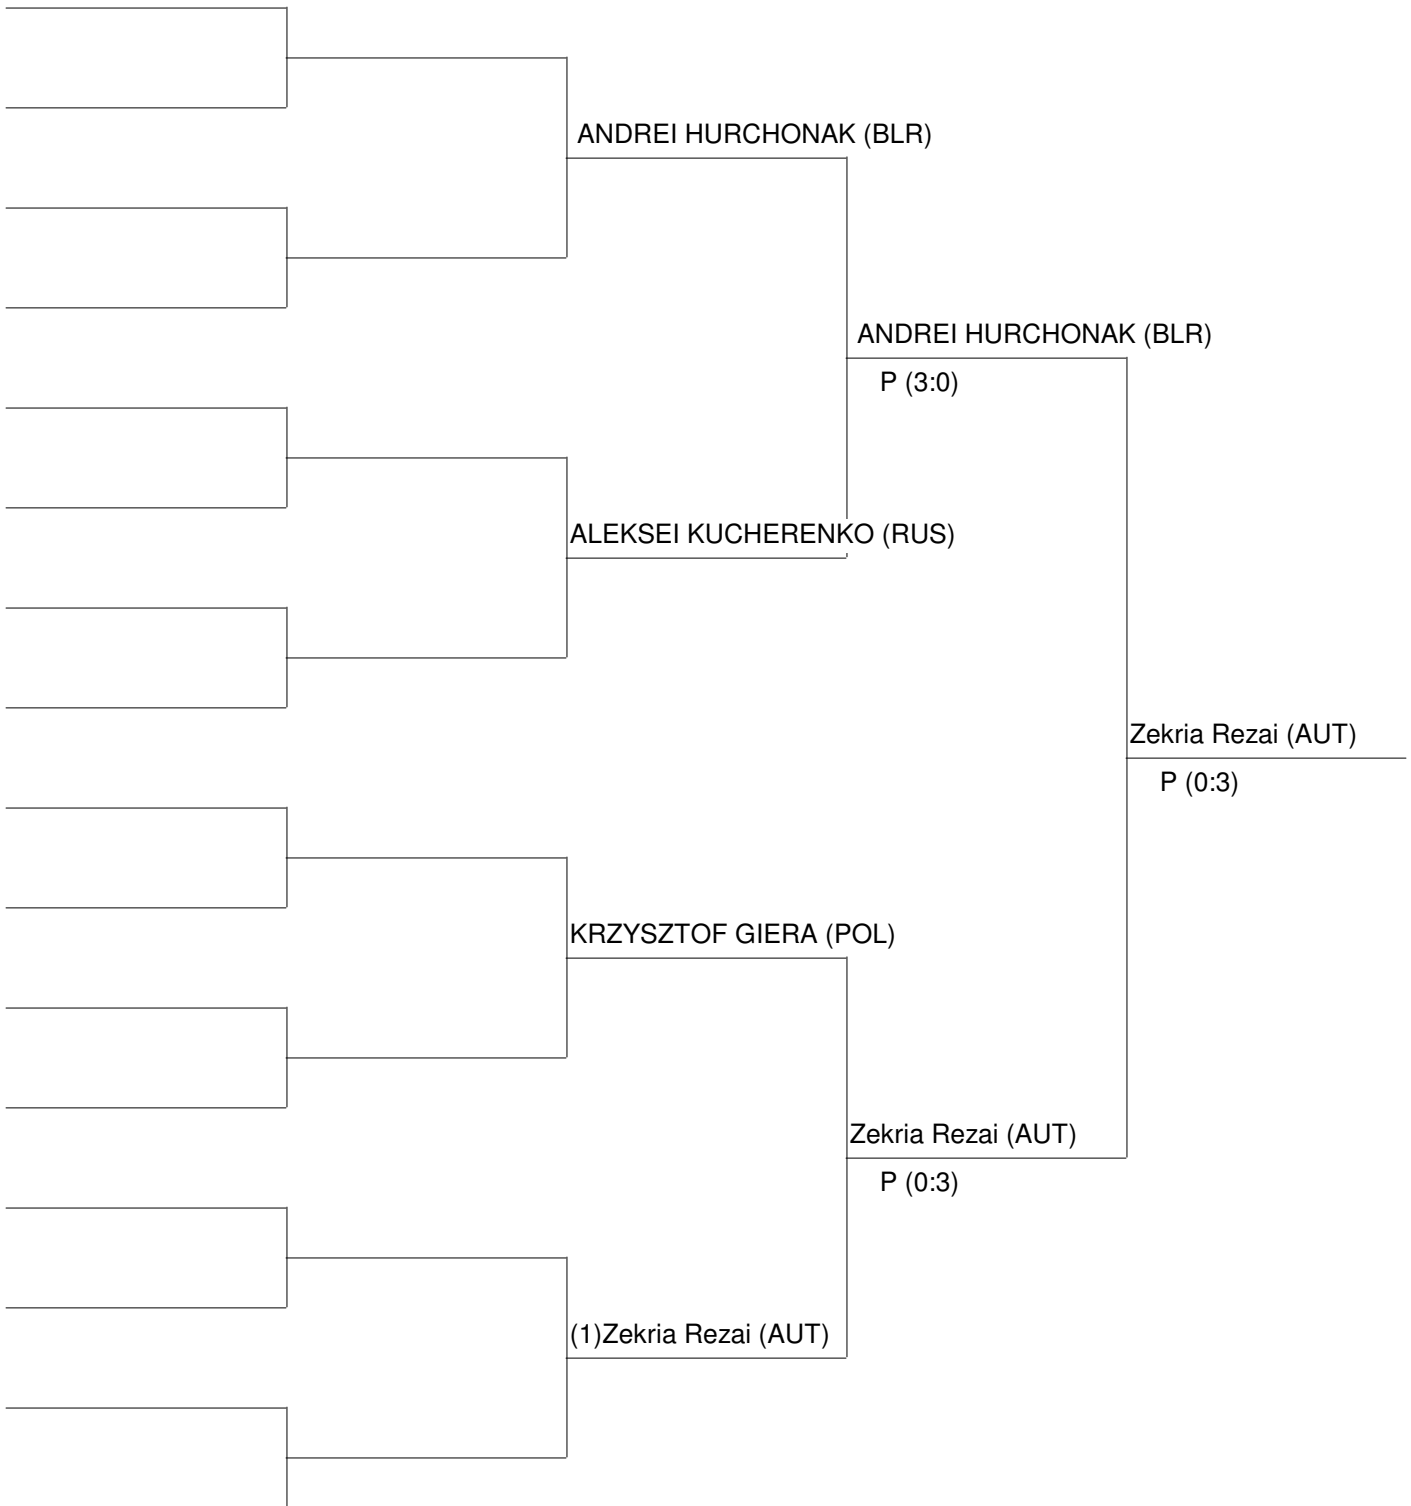 ANDREI HURCHONAK (BLR)
ANDREI HURCHONAK (BLR)
P (3:0)
ALEKSEI KUCHERENKO (RUS)
Zekria Rezai (AUT)
P (0:3)
KRZYSZTOF GIERA (POL)
Zekria Rezai (AUT)
P (0:3)
(1)Zekria Rezai (AUT)